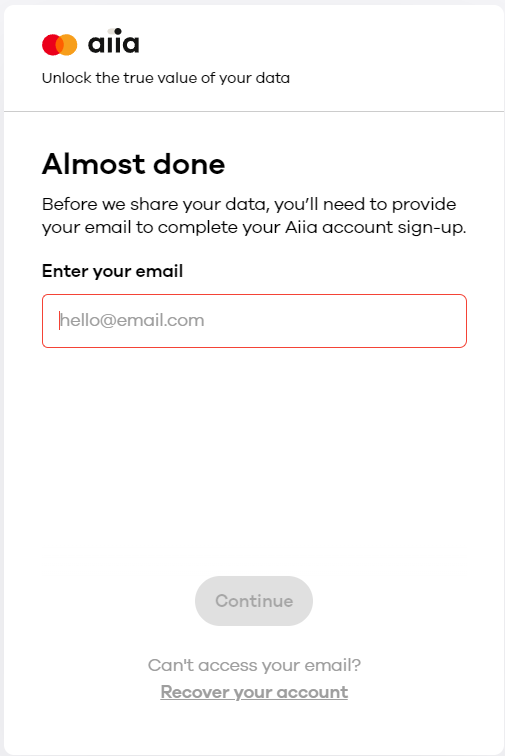 aiia
Unlock the true value of your data
Almost done
Before we share your data, you’ll need to provide
your email to complete your Aiia account sign-up.
Enter your email
hello@email.com
Continue
Can't access your email?
Recover your account